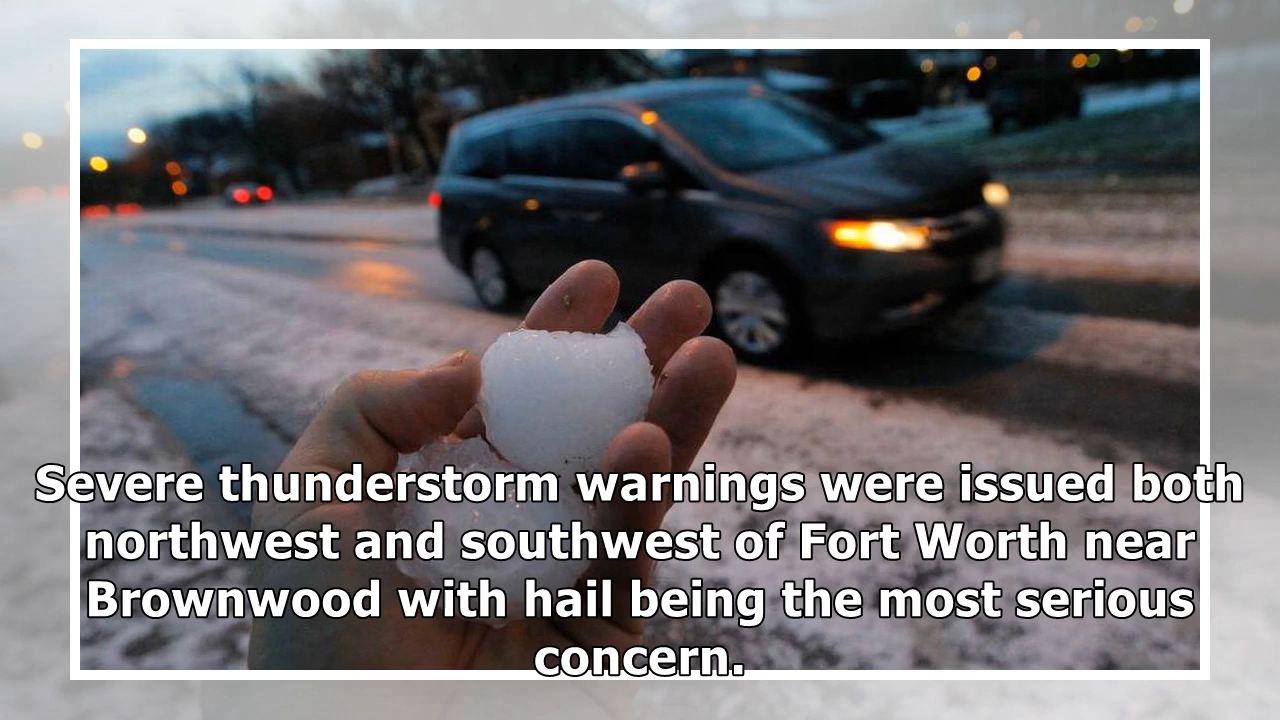 Severe thunderstorm warnings were issued both
northwest and southwest of Fort Worth near
Brownwood with hail being the most serious
concern.